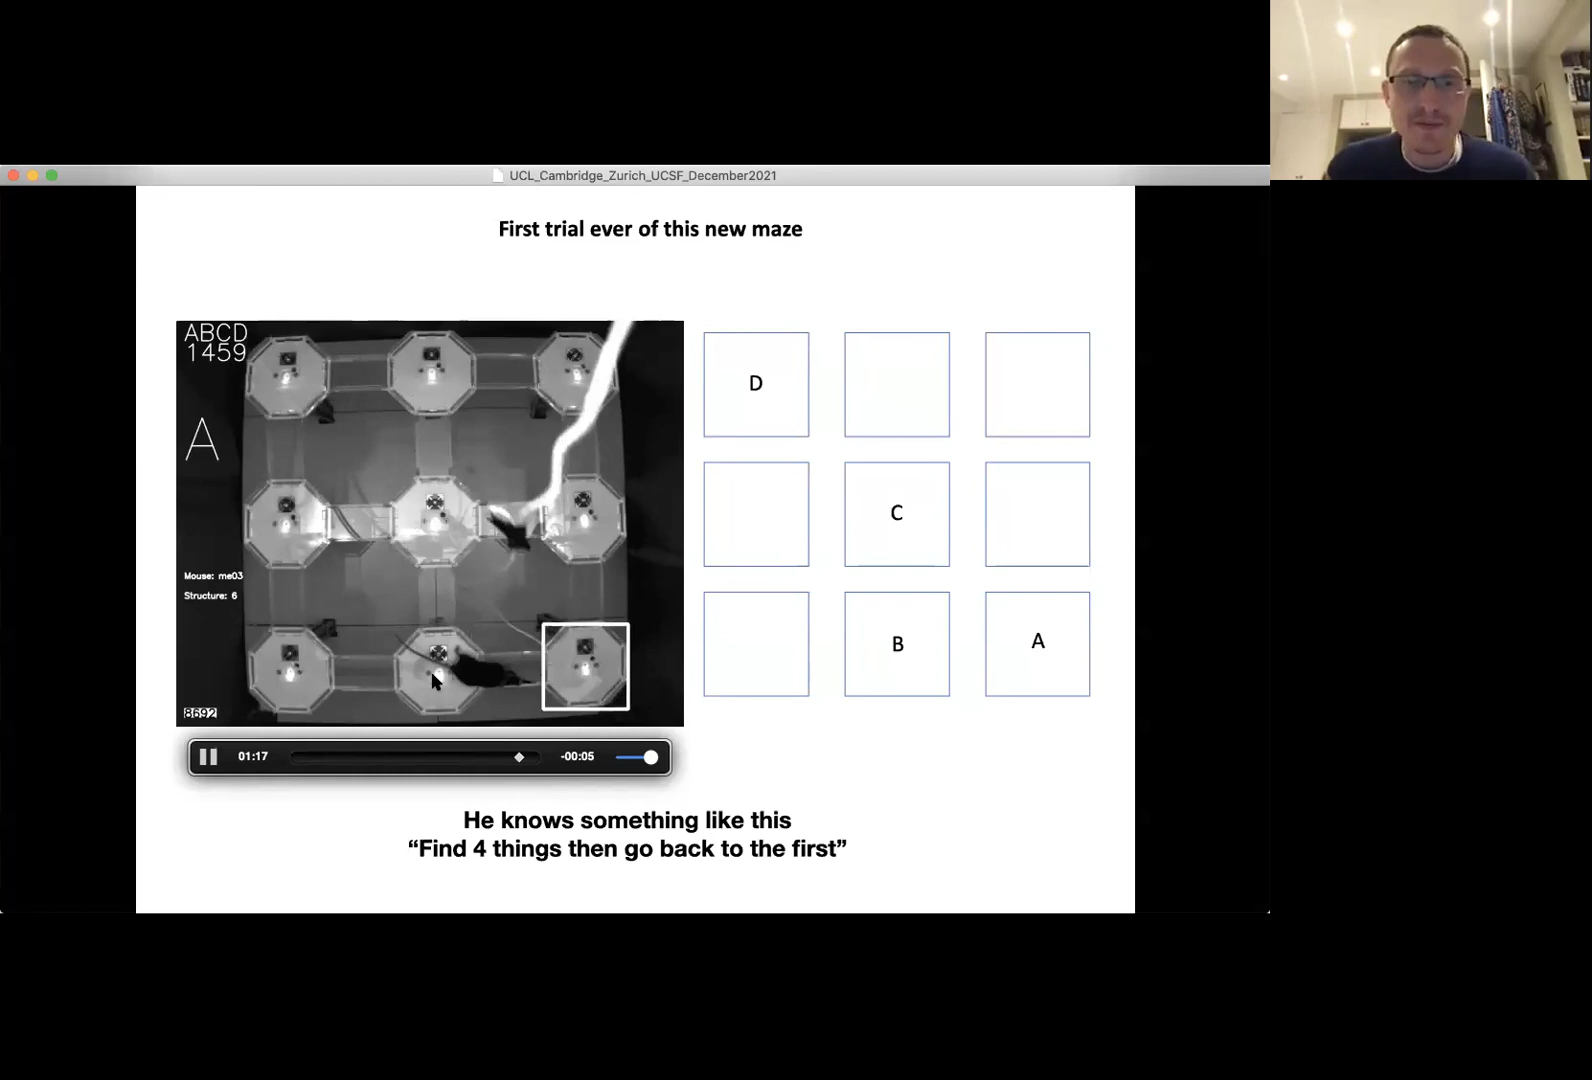 UCL_Cambridge_Zurich_UCSF_December2021
First trial ever of this new maze
ABCD
1459
A
Mouse: me03
Structure: 6
8692
D
C
B
A
01:17
-00:05
He knows something like this
“Find 4 things then go back to the first”